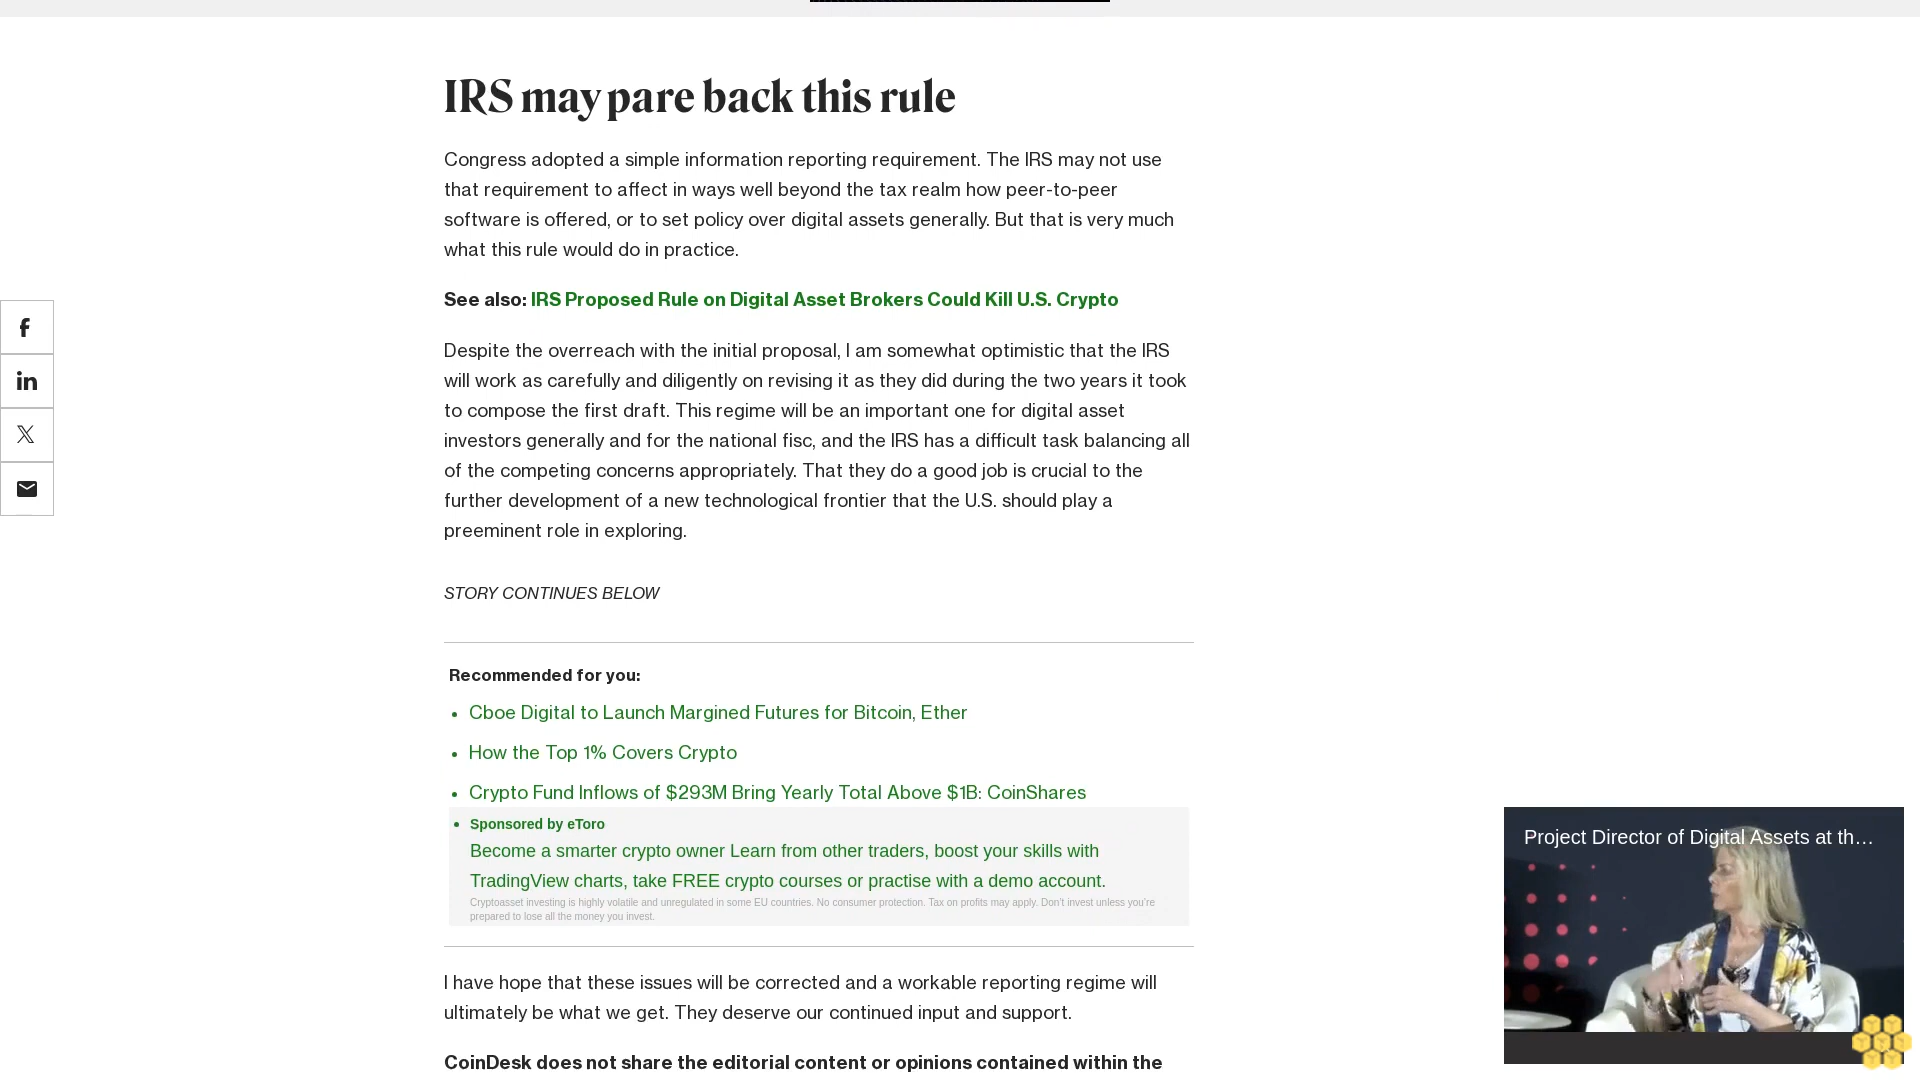 IRS may pare back this rule
Congress adopted a simple information reporting requirement. The IRS may not use
that requirement to affect in ways well beyond the tax realm how peer-to-peer
software is offered, or to set policy over digital assets generally. But that is very much
what this rule would do in practice.
See also: IRS Proposed Rule on Digital Asset Brokers Could Kill U.S. Crypto
Despite the overreach with the initial proposal, I am somewhat optimistic that the IRS
will work as carefully and diligently on revising it as they did during the two years it took
to compose the first draft. This regime will be an important one for digital asset
investors generally and for the national fisc, and the IRS has a difficult task balancing all
of the competing concerns appropriately. That they do a good job is crucial to the
further development of a new technological frontier that the U.S. should play a
preeminent role in exploring.
STORY CONTINUES BELOW
Recommended for you:
• Cboe Digital to Launch Margined Futures for Bitcoin, Ether
• How the Top 1% Covers Crypto
• Crypto Fund Inflows of $293M Bring Yearly Total Above $1B: CoinShares
• Sponsored by eToro
Become a smarter crypto owner Learn from other traders, boost your skills with
TradingView charts, take FREE crypto courses or practise with a demo account.
Cryptoasset investing is highly volatile and unregulated in some EU countries. No consumer protection. Tax on profits may apply. Don't invest unless you're
prepared to lose all the money you invest.
I have hope that these issues will be corrected and a workable reporting regime will
ultimately be what we get. They deserve our continued input and support.
CoinDesk does not share the editorial content or opinions contained within the
Project Director of Digital Assets at th…